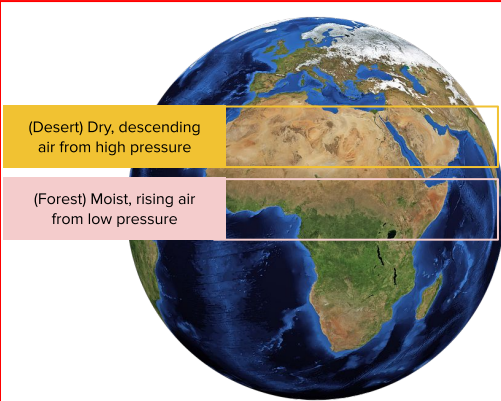 (Desert) Dry, descending
air from high pressure
(Forest) Moist, rising air
from low pressure